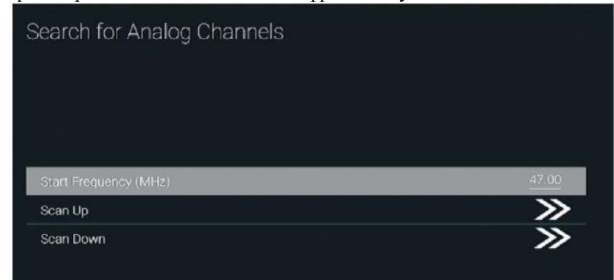 Search for Analog Channels
Start Frequency (MHz) 47.00
Scan Up
Scan Down